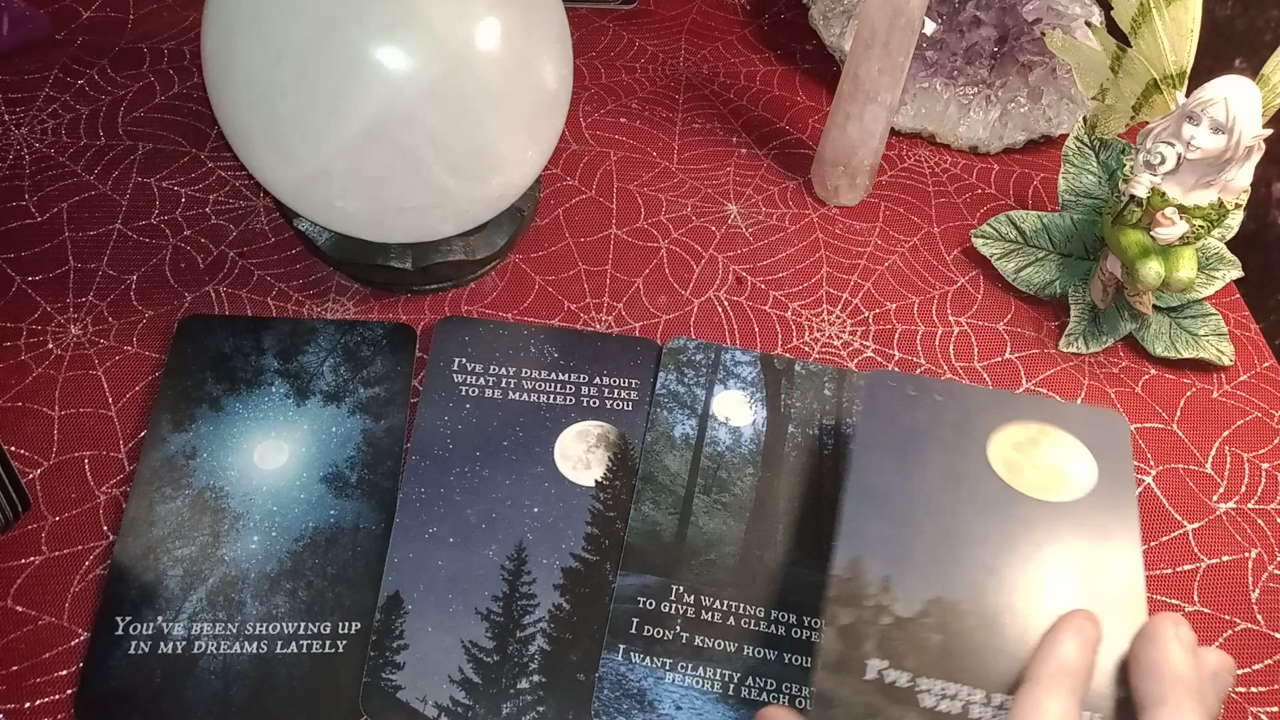 You've been showing up
in my dreams lately
I've day dreamed about
what it would be like
to be married to you
I'm waiting for you
to give me a clear
I don't know how you
I want clarity and
before I reach
I've